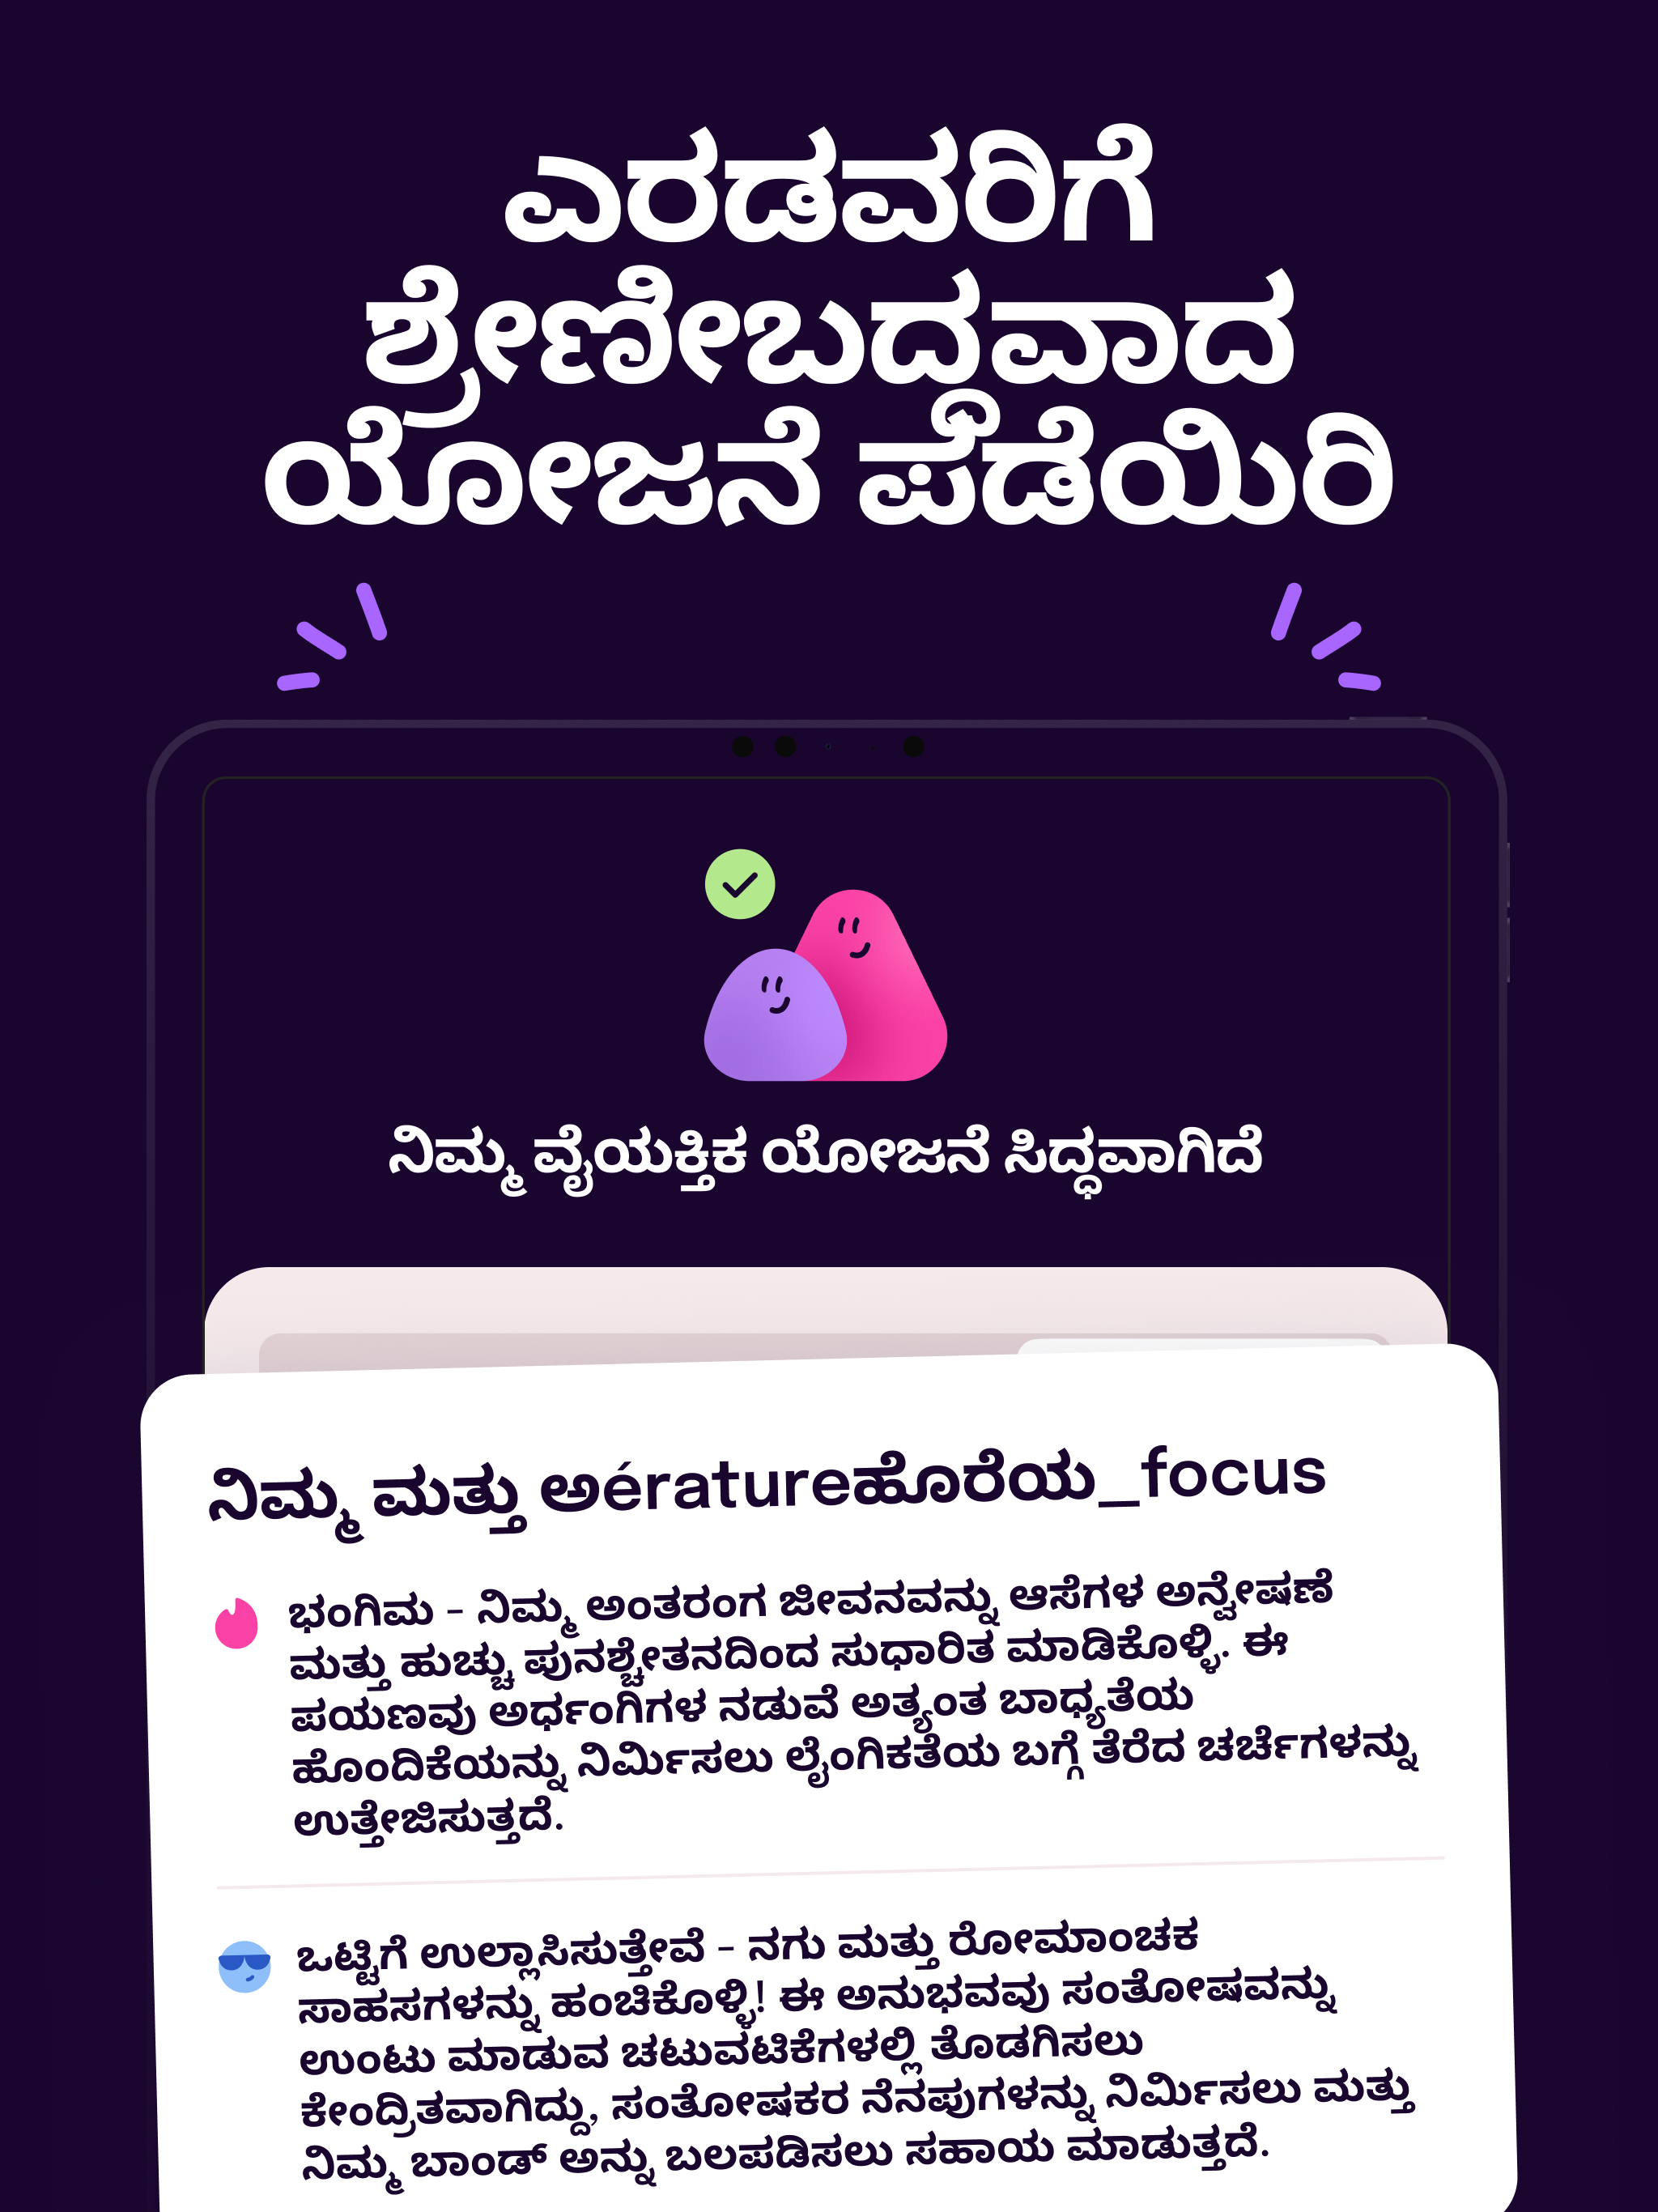 ಎರಡವರಿಗೆ
ಶ್ರೇಣೀಬದ್ಧವಾದ
ಯೋಜನೆ ಪಡೆಯಿರಿ
ನಿಮ್ಮ ವೈಯಕ್ತಿಕ ಯೋಜನೆ ಸಿದ್ಧವಾಗಿದೆ
ನಿಮ್ಮ ಮತ್ತು ಅératureಹೊರೆಯ_focus
ಭಂಗಿಮ – ನಿಮ್ಮ ಅಂತರಂಗ ಜೀವನವನ್ನು ಆಸೆಗಳ ಅನ್ವೇಷಣೆ
ಮತ್ತು ಹುಚ್ಚು ಪುನಶ್ಚೇತನದಿಂದ ಸುಧಾರಿತ ಮಾಡಿಕೊಳ್ಳಿ. ಈ
ಪಯಣವು ಅರ್ಧಂಗಿಗಳ ನಡುವೆ ಅತ್ಯಂತ ಬಾಧ್ಯತೆಯ
ಹೊಂದಿಕೆಯನ್ನು ನಿರ್ಮಿಸಲು ಲೈಂಗಿಕತೆಯ ಬಗ್ಗೆ ತೆರೆದ ಚರ್ಚೆಗಳನ್ನು
ಉತ್ತೇಜಿಸುತ್ತದೆ.
ಒಟ್ಟಿಗೆ ಉಲ್ಲಾಸಿಸುತ್ತೇವೆ – ನಗು ಮತ್ತು ರೋಮಾಂಚಕ
ಸಾಹಸಗಳನ್ನು ಹಂಚಿಕೊಳ್ಳಿ! ಈ ಅನುಭವವು ಸಂತೋಷವನ್ನು
ಉಂಟು ಮಾಡುವ ಚಟುವಟಿಕೆಗಳಲ್ಲಿ ತೊಡಗಿಸಲು
ಕೇಂದ್ರಿತವಾಗಿದ್ದು, ಸಂತೋಷಕರ ನೆನಪುಗಳನ್ನು ನಿರ್ಮಿಸಲು ಮತ್ತು
ನಿಮ್ಮ ಬಾಂಡ್ ಅನ್ನು ಬಲಪಡಿಸಲು ಸಹಾಯ ಮಾಡುತ್ತದೆ.